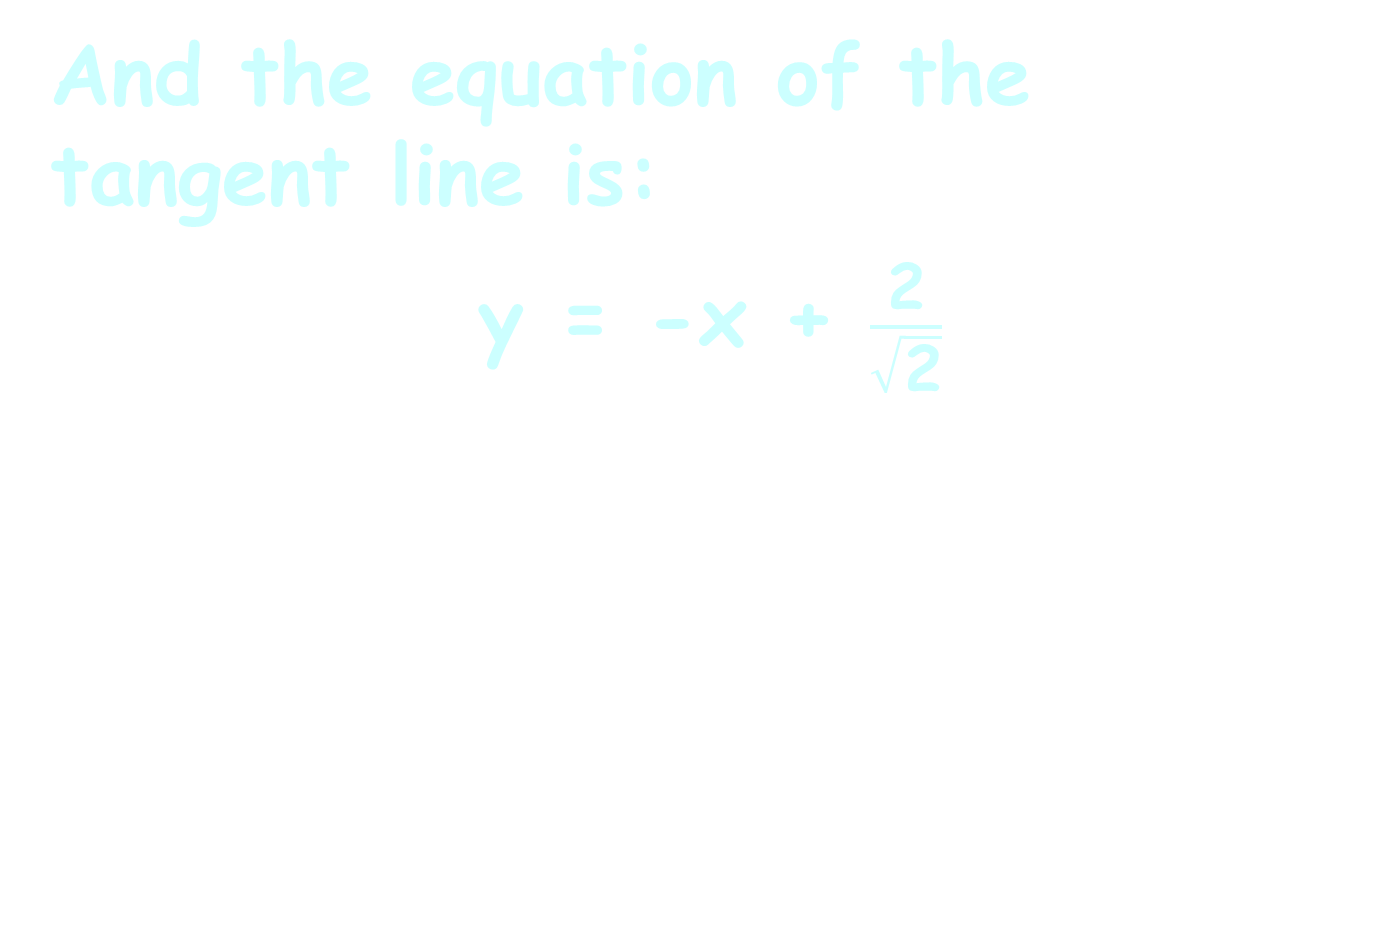 And the equation of the
tangent line is:
y = -x + 2/√2